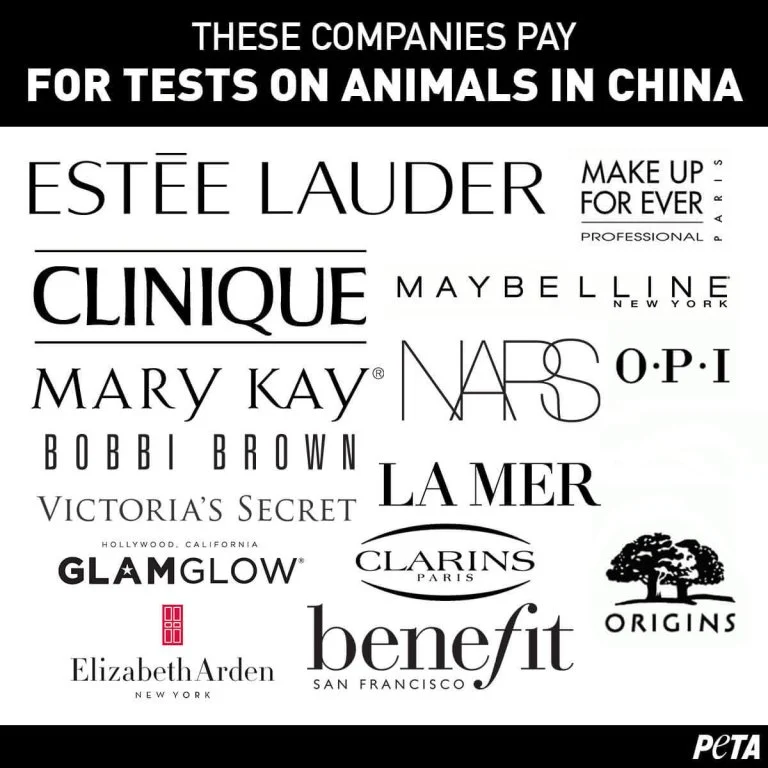 THESE COMPANIES PAY
FOR TESTS ON ANIMALS IN CHINA
ESTĒE LAUDER
MAKE UP
FOR EVER
PROFESSIONAL
PARIS
CLINIQUE
MAYBELLINE
NEW YORK
MARY KAY®
NARS
O·P·I
BOBBI BROWN
LA MER
VICTORIA'S SECRET
HOLLYWOOD, CALIFORNIA
GLAMGLOW®
CLARINS
PARIS
ORIGINS
Elizabeth Arden
NEW YORK
benefit
SAN FRANCISCO
PETA